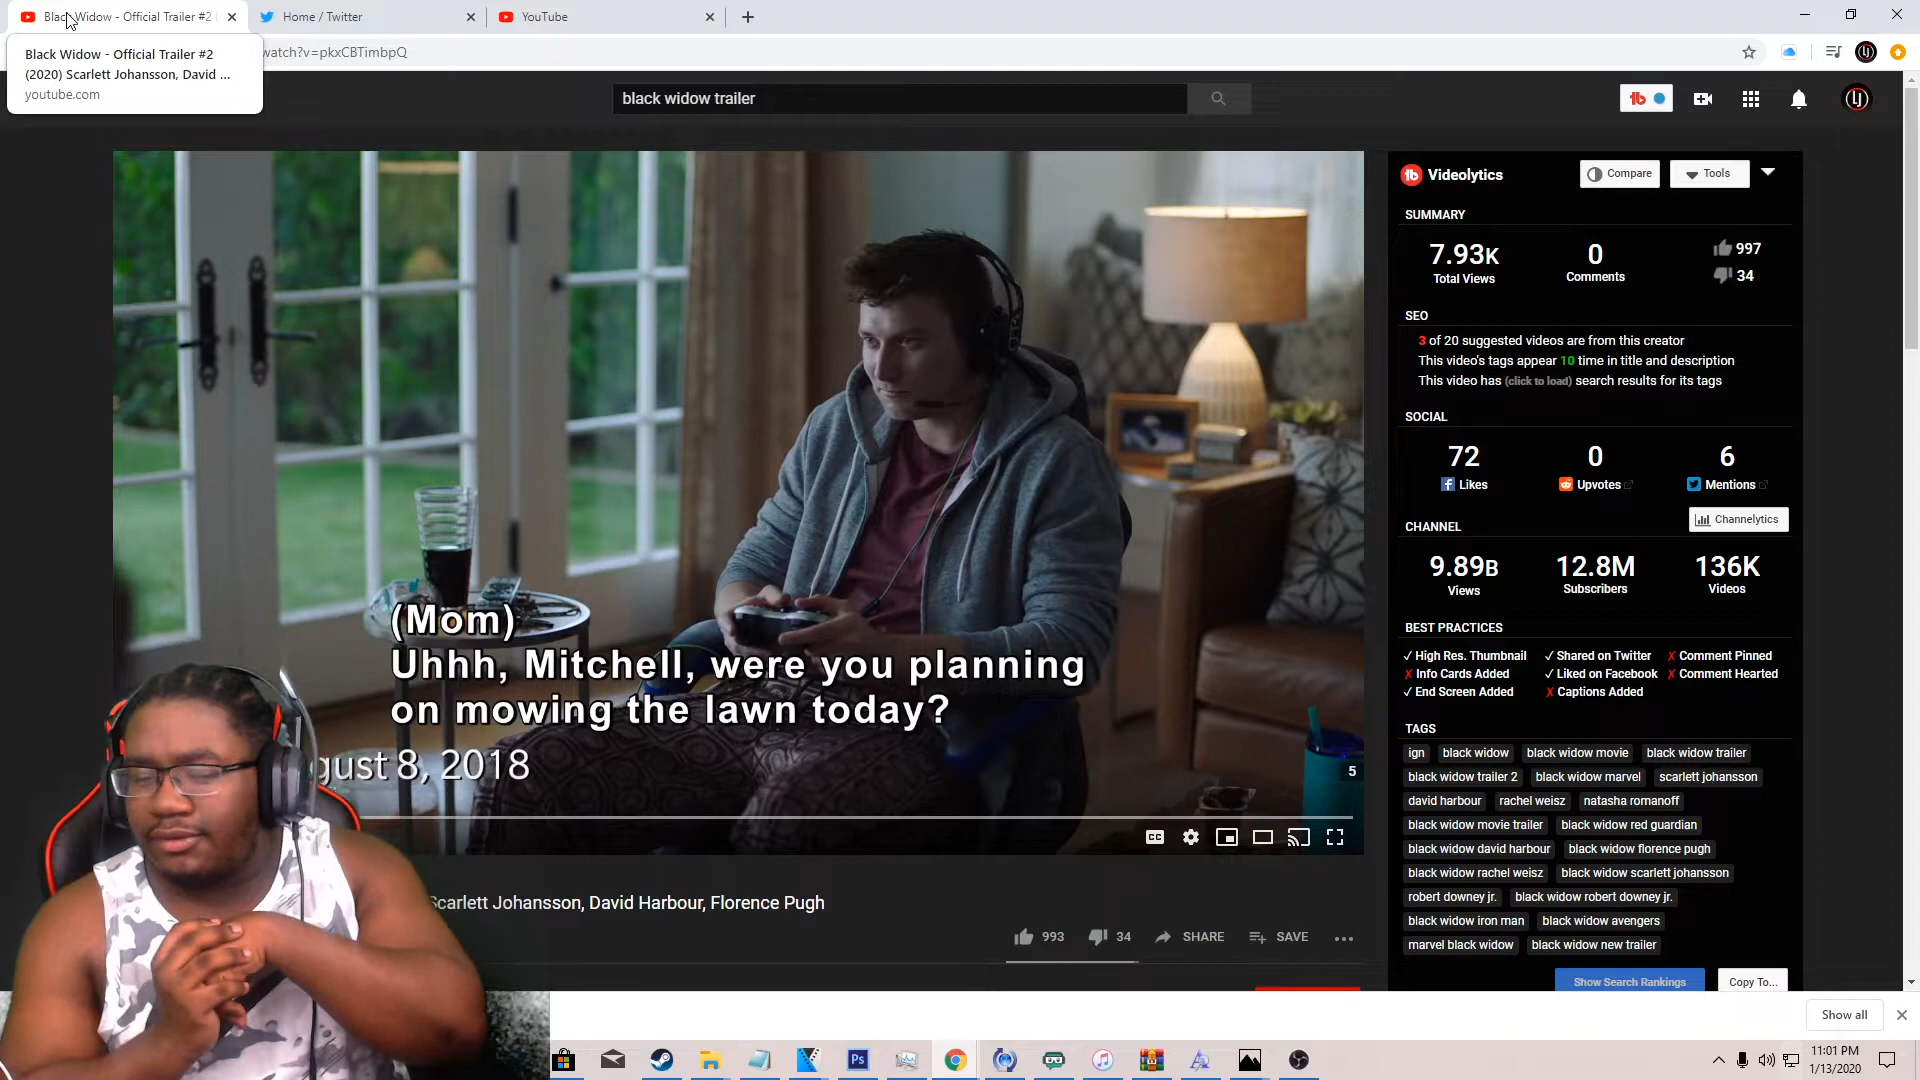 Black Widow - Official Trailer #2
Home / Twitter
YouTube
Black Widow - Official Trailer #2
(2020) Scarlett Johansson, David ...
youtube.com
watch?v=pkxCBTimbpQ
black widow trailer
Videolytics
Compare
Tools
SUMMARY
7.93K
Total Views
0
Comments
997
34
SEO
3 of 20 suggested videos are from this creator
This video's tags appear 10 time in title and description
This video has (click to load) search results for its tags
SOCIAL
72
Likes
0
Upvotes
6
Mentions
CHANNEL
Channelytics
9.89B
Views
12.8M
Subscribers
136K
Videos
BEST PRACTICES
✓ High Res. Thumbnail ✓ Shared on Twitter ✗ Comment Pinned
✗ Info Cards Added ✓ Liked on Facebook ✗ Comment Hearted
✓ End Screen Added ✗ Captions Added
TAGS
ign black widow black widow movie black widow trailer
black widow trailer 2 black widow marvel scarlett johansson
david harbour rachel weisz natasha romanoff
black widow movie trailer black widow red guardian
black widow david harbour black widow florence pugh
black widow rachel weisz black widow scarlett johansson
robert downey jr. black widow robert downey jr.
black widow iron man black widow avengers
marvel black widow black widow new trailer
Show Search Rankings
Copy To...
(Mom)
Uhhh, Mitchell, were you planning
on mowing the lawn today?
gust 8, 2018
5
CC
Scarlett Johansson, David Harbour, Florence Pugh
993
34
SHARE
SAVE
Show all
Ps
11:01 PM
1/13/2020